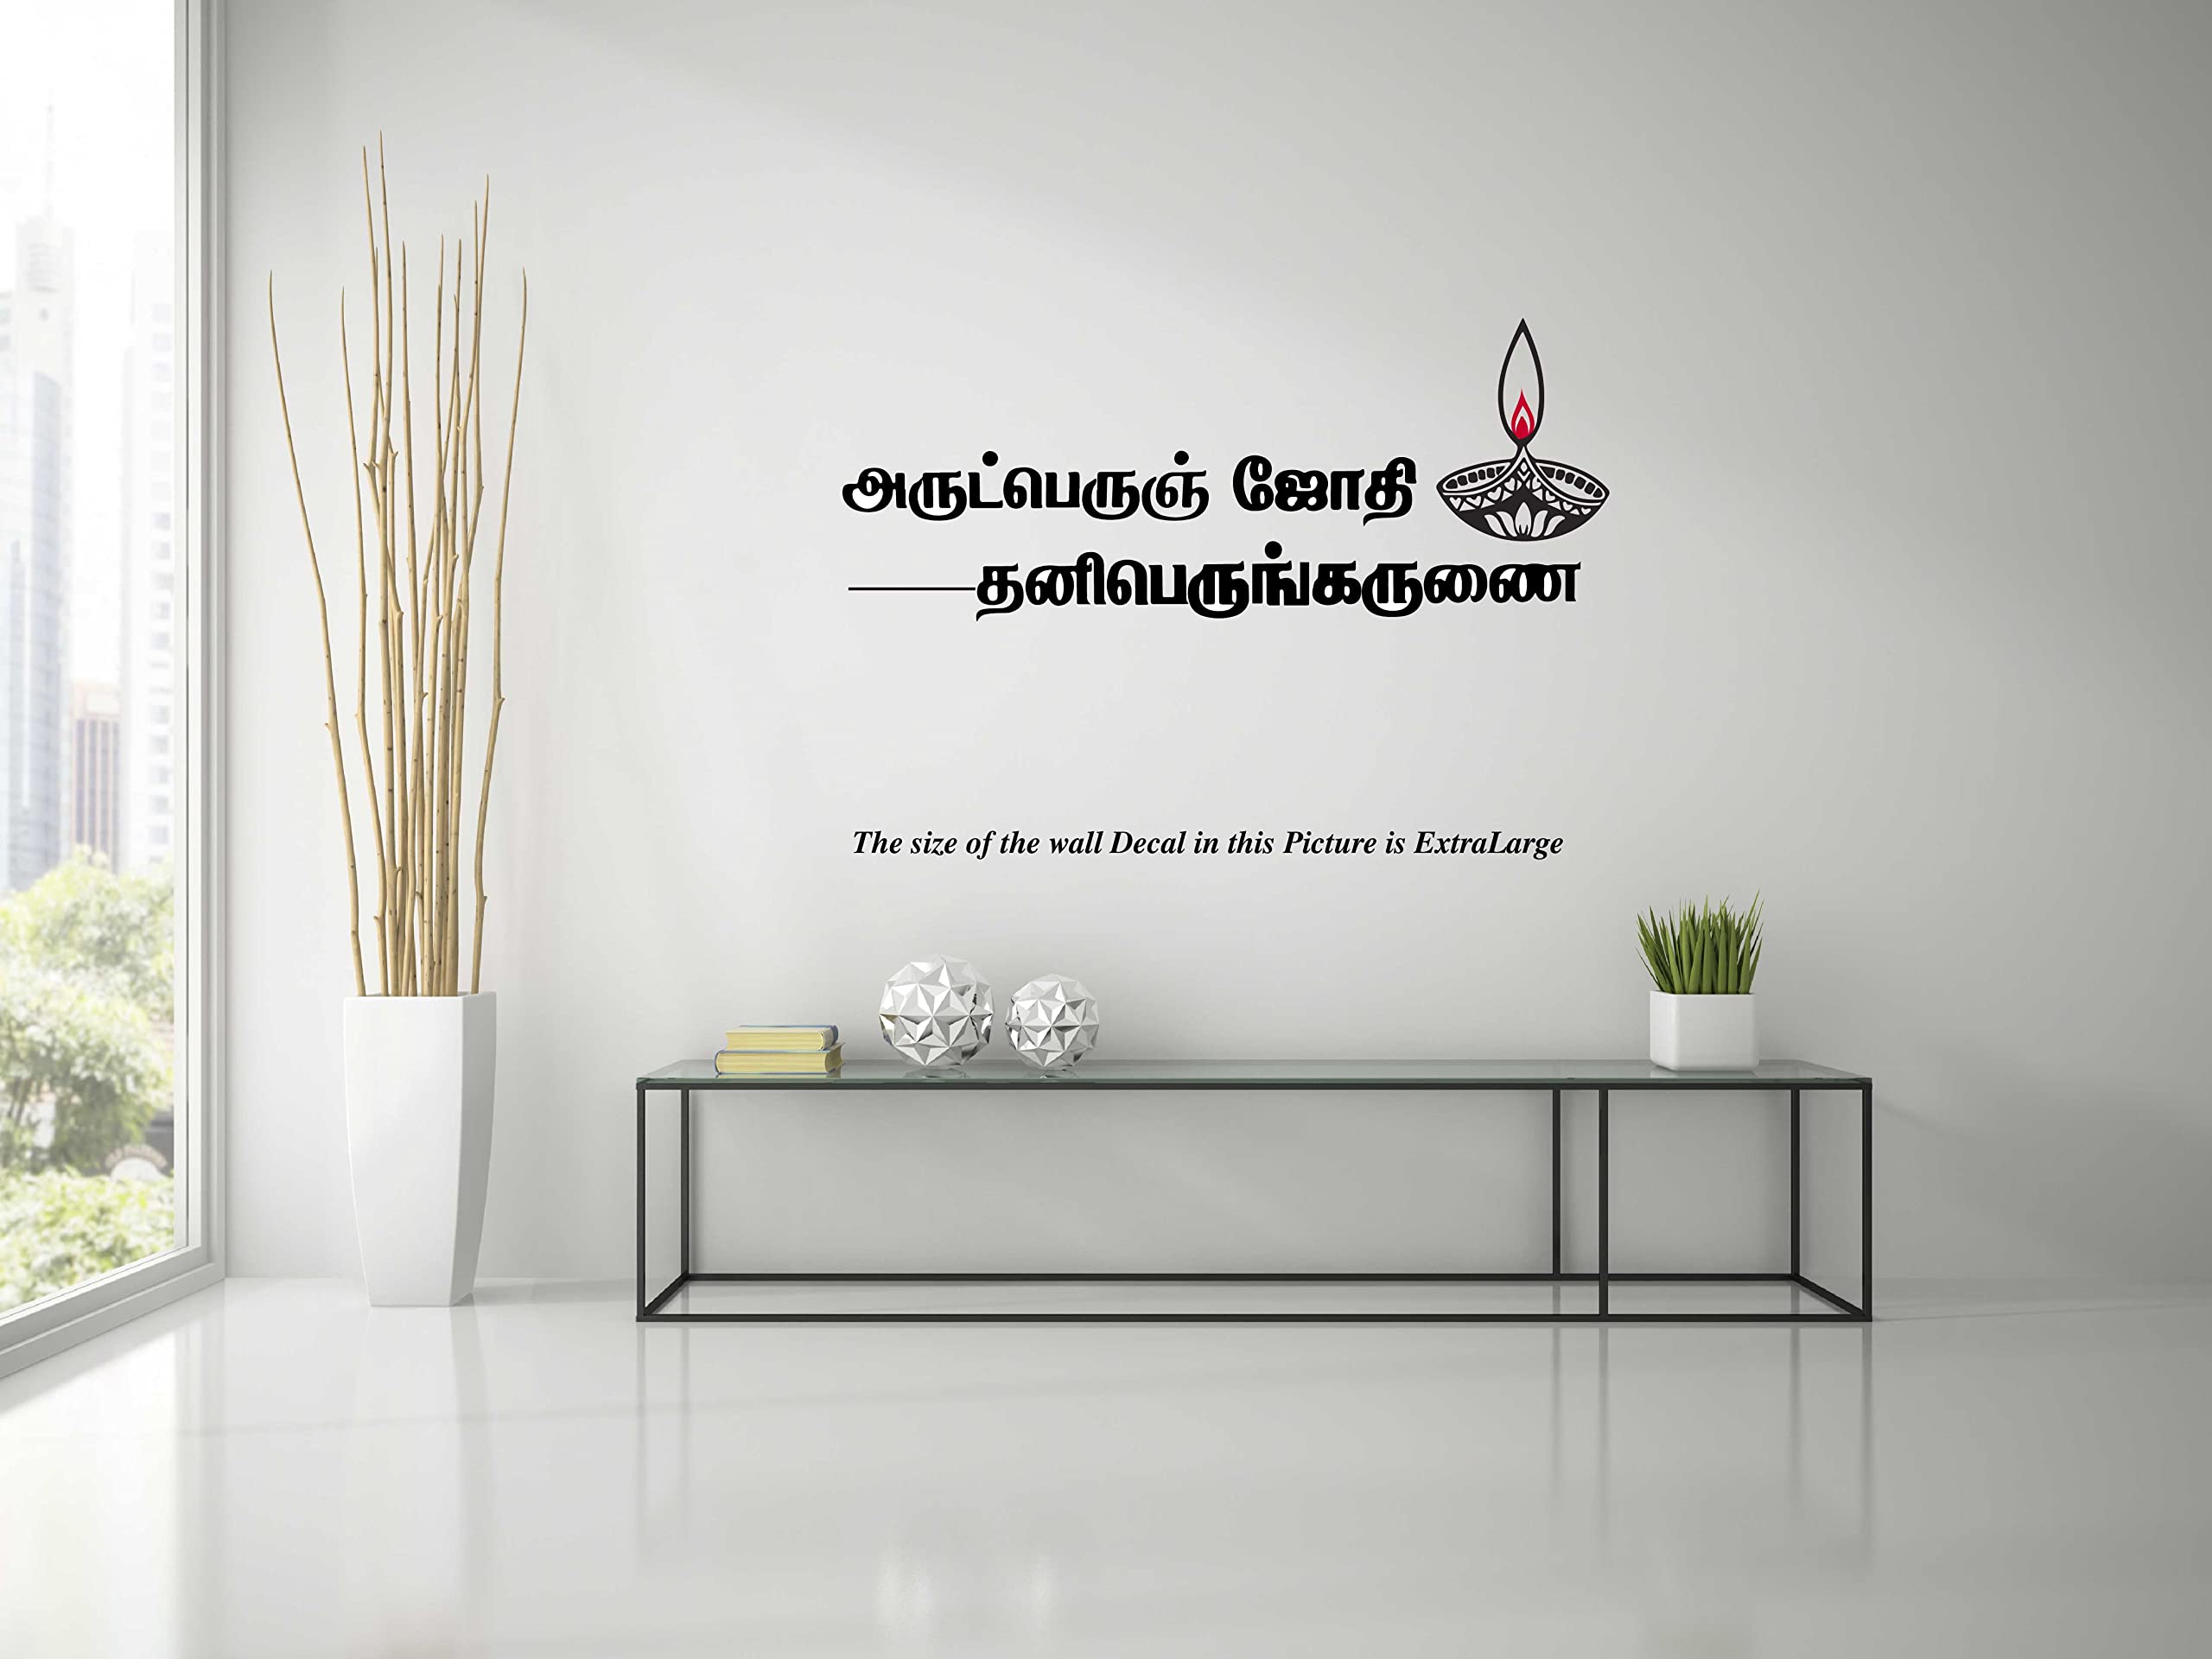 அருட்பெருஞ் ஜோதி
தனிபெருங்கருணை
The size of the wall Decal in this Picture is ExtraLarge